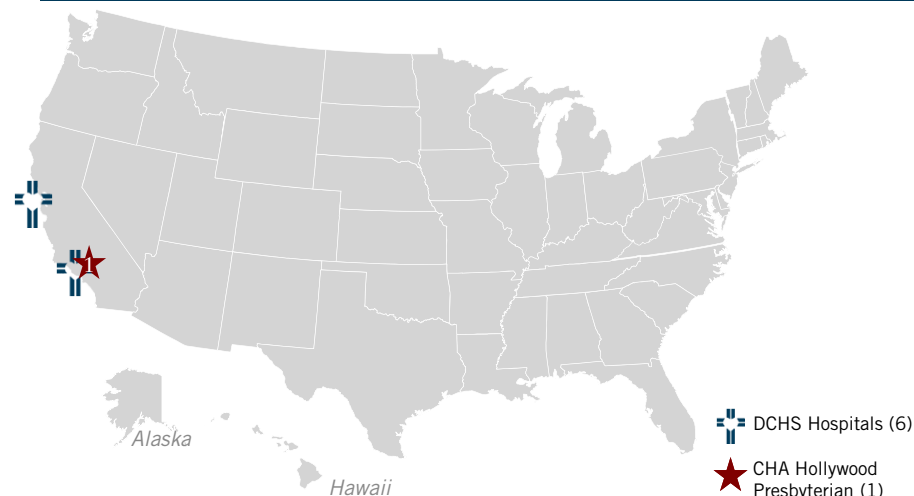 1
DCHS Hospitals (6)
Alaska
CHA Hollywood
Presbyterian (1)
Hawaii